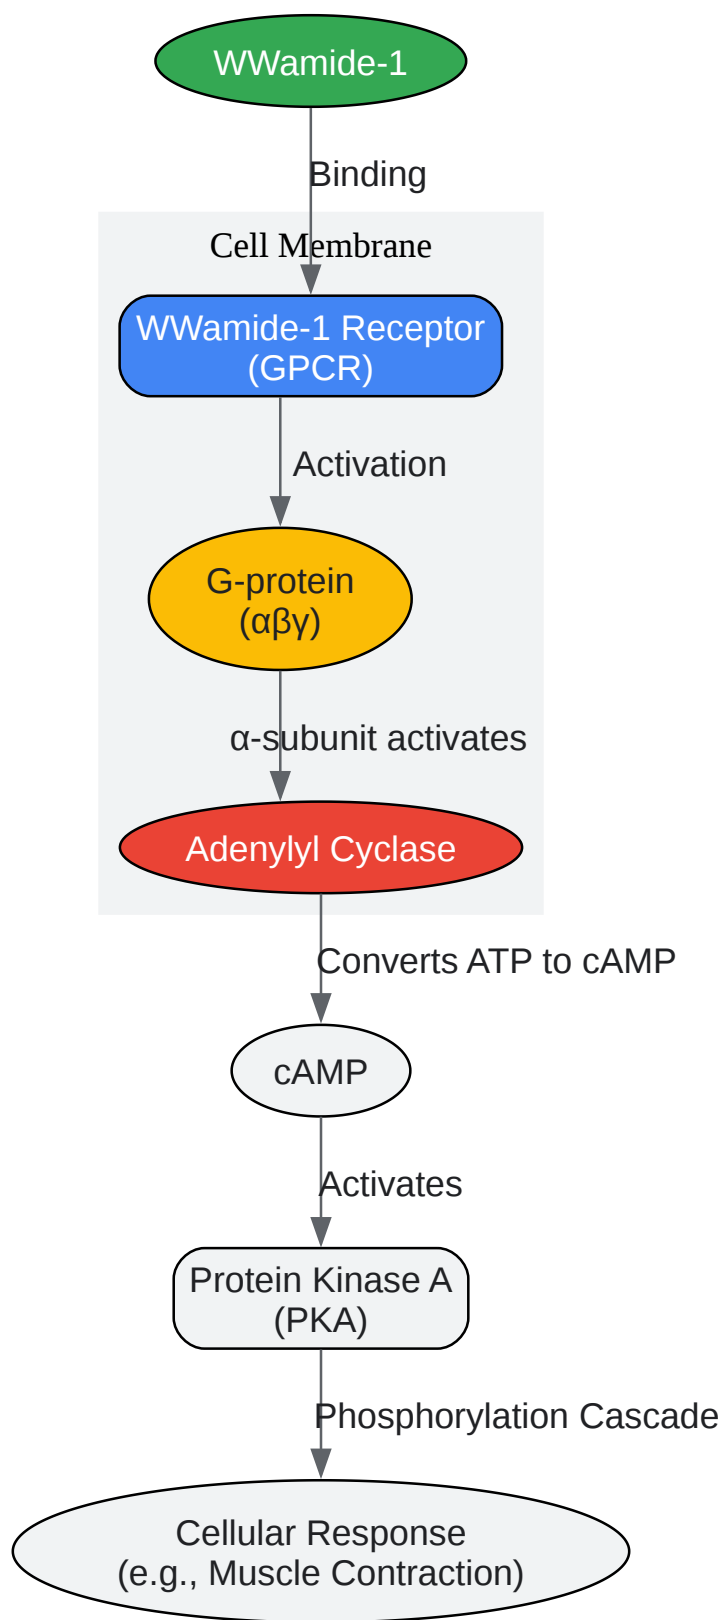 WWamide-1
Binding
Cell Membrane
WWamide-1 Receptor
(GPCR)
Activation
G-protein
(αβγ)
α-subunit activates
Adenylyl Cyclase
Converts ATP to cAMP
cAMP
Activates
Protein Kinase A
(PKA)
Phosphorylation Cascade
Cellular Response
(e.g., Muscle Contraction)